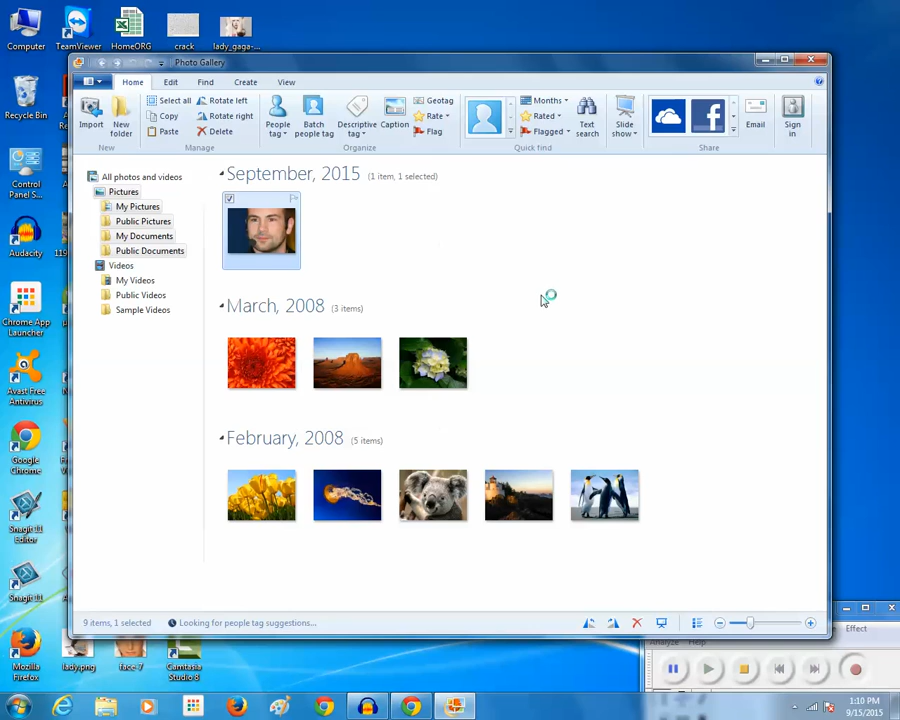 Computer
TeamViewer
HomeORG
crack
lady_gaga-...
Recycle Bin
Control
Panel S...
Audacity
Chrome App
Launcher
Avast Free
Antivirus
Google
Chrome
Snagit 11
Editor
Snagit 11
Mozilla
Firefox
lady.png
face-7
Camtasia
Studio 8
Photo Gallery
Home
Edit
Find
Create
View
Import
New
folder
New
Select all
Copy
Paste
Rotate left
Rotate right
Delete
Manage
People
tag
Batch
people tag
Descriptive
tag
Caption
Geotag
Rate
Flag
Organize
Months
Rated
Flagged
Text
search
Quick find
Slide
show
Share
Email
Sign
in
All photos and videos
Pictures
My Pictures
Public Pictures
My Documents
Public Documents
Videos
My Videos
Public Videos
Sample Videos
September, 2015 (1 item, 1 selected)
March, 2008 (3 items)
February, 2008 (5 items)
9 items, 1 selected
Looking for people tag suggestions...
Effect
Analyze Help
1:10 PM
9/15/2015